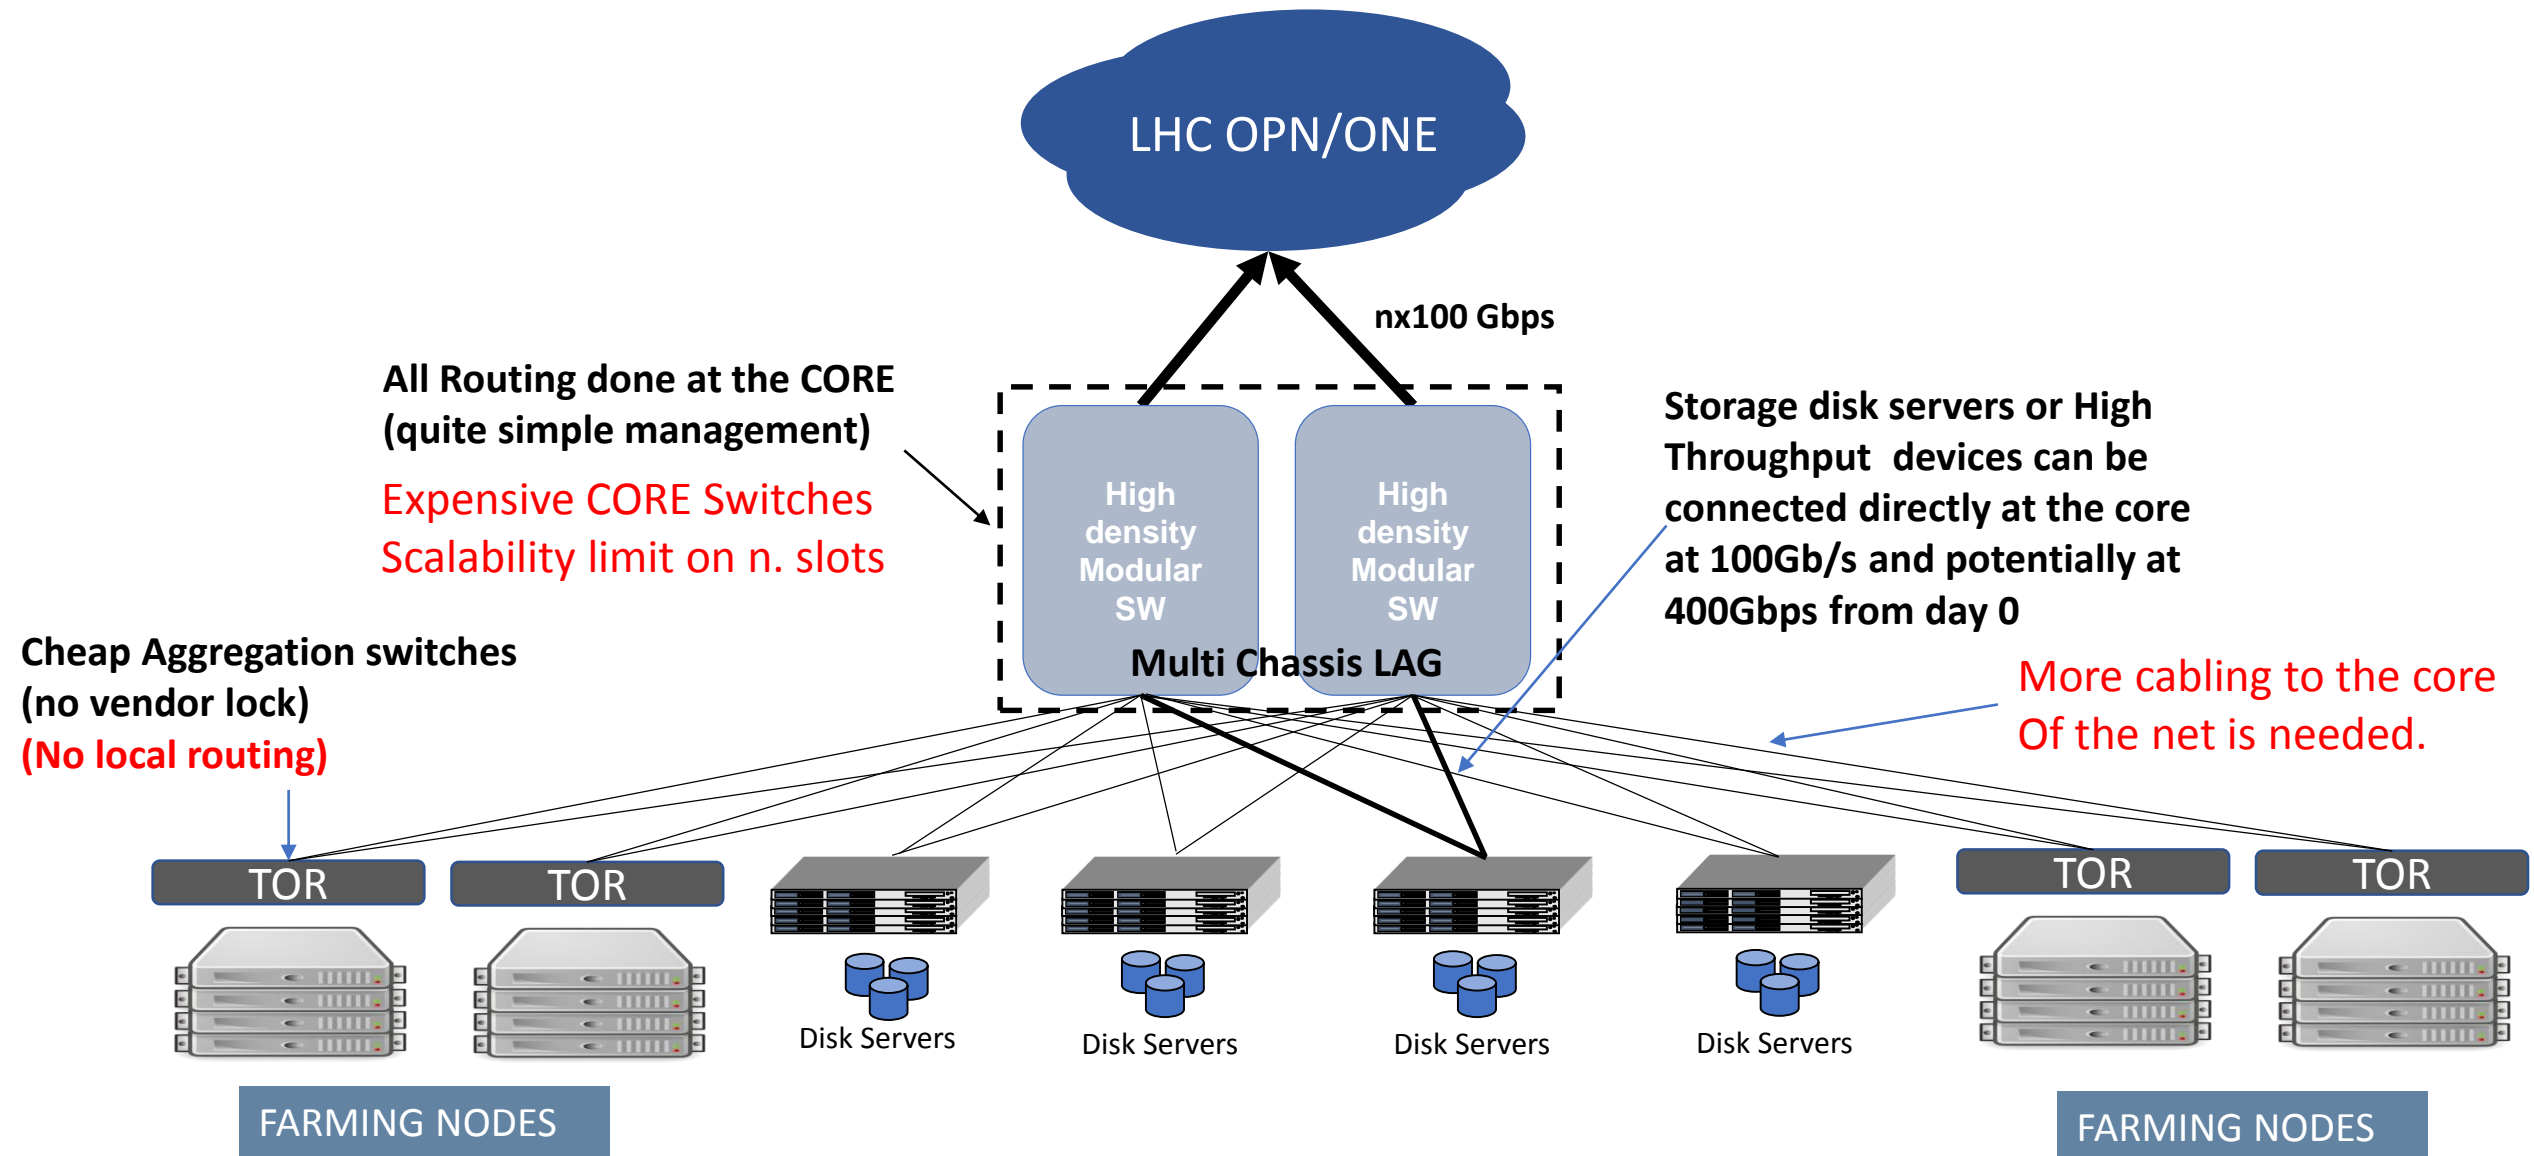 LHC OPN/ONE
nx100 Gbps
All Routing done at the CORE
(quite simple management)
Expensive CORE Switches
Scalability limit on n. slots
High
density
Modular
SW
High
density
Modular
SW
Multi Chassis LAG
Storage disk servers or High
Throughput  devices can be
connected directly at the core
at 100Gb/s and potentially at
400Gbps from day 0
Cheap Aggregation switches
(no vendor lock)
(No local routing)
More cabling to the core
Of the net is needed.
TOR
TOR
TOR
TOR
Disk Servers
Disk Servers
Disk Servers
Disk Servers
FARMING NODES
FARMING NODES